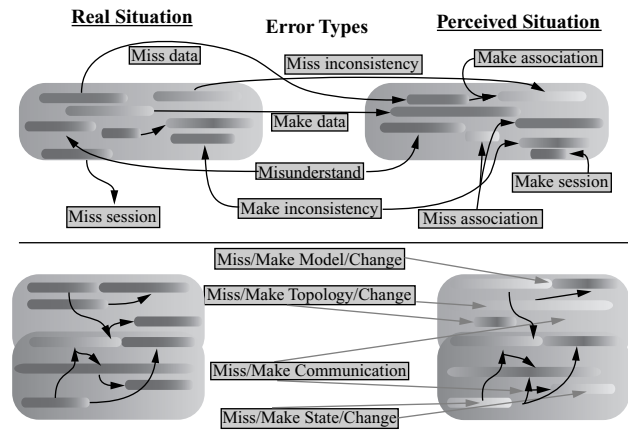 Real Situation
Error Types
Perceived Situation
Miss data
Make association
Miss inconsistency
Make data
Misunderstand
Make session
Make inconsistency
Miss session
Miss association
Miss/Make Model/Change
Miss/Make Topology/Change
Miss/Make Communication
Miss/Make State/Change